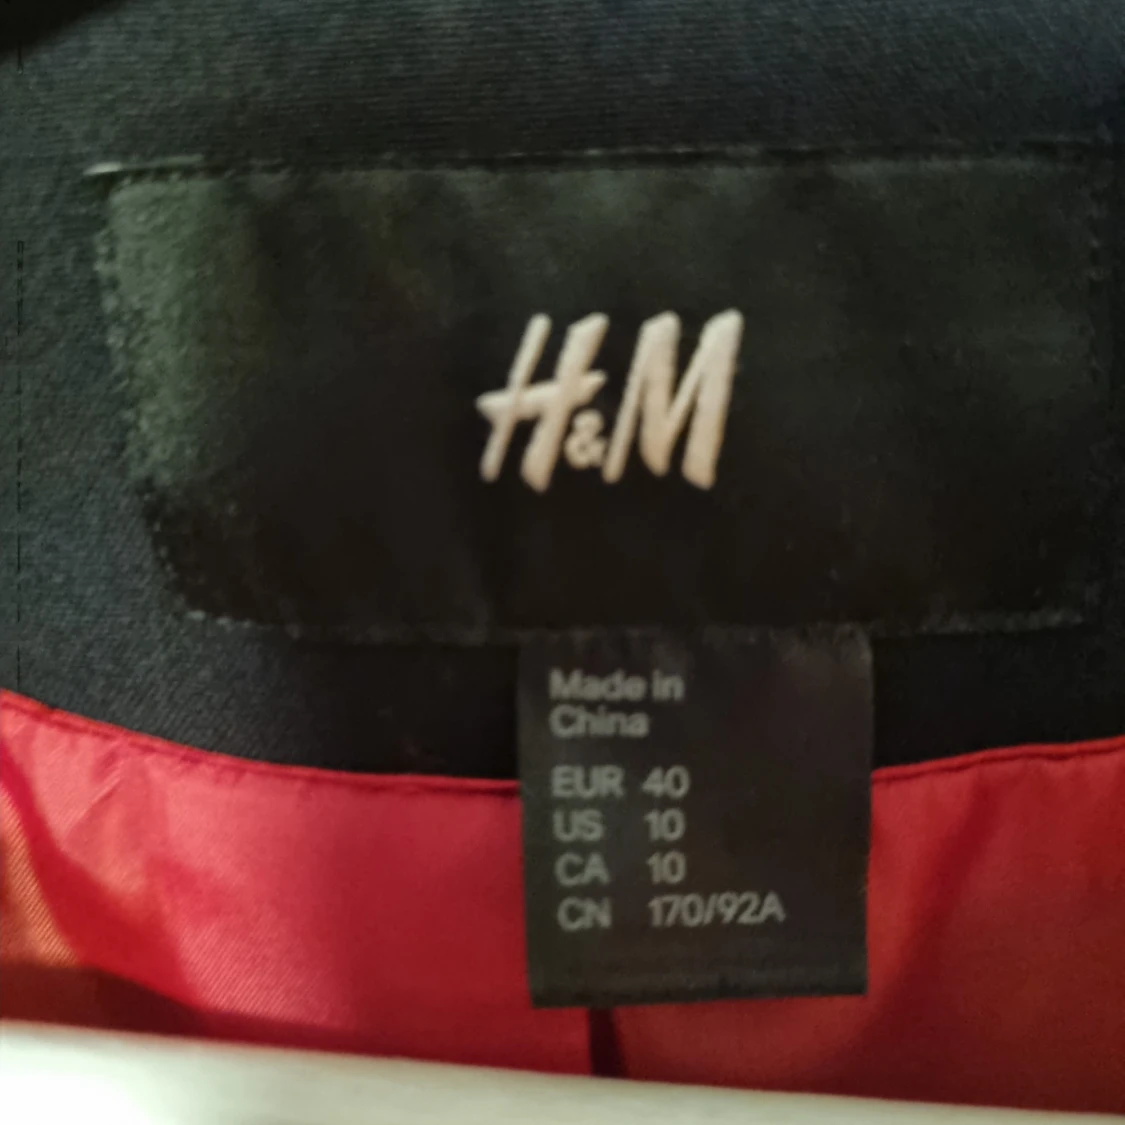 H&M
Made in
China
EUR 40
US 10
CA 10
CN 170/92A